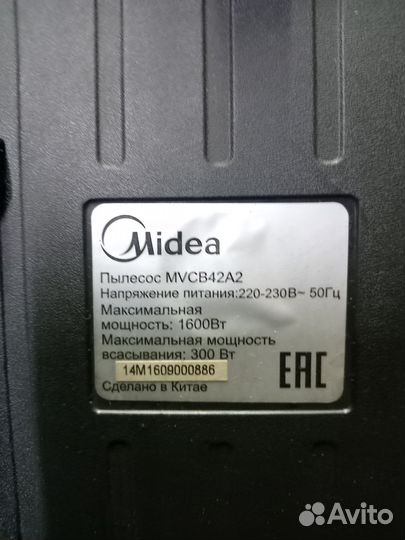 Midea
Пылесос MVCB42A2
Напряжение питания:220-230В~ 50Гц
Максимальная
мощность: 1600Вт
Максимальная мощность
всасывания: 300 Вт
14M1609000886
Сделано в Китае
EAC
Avito